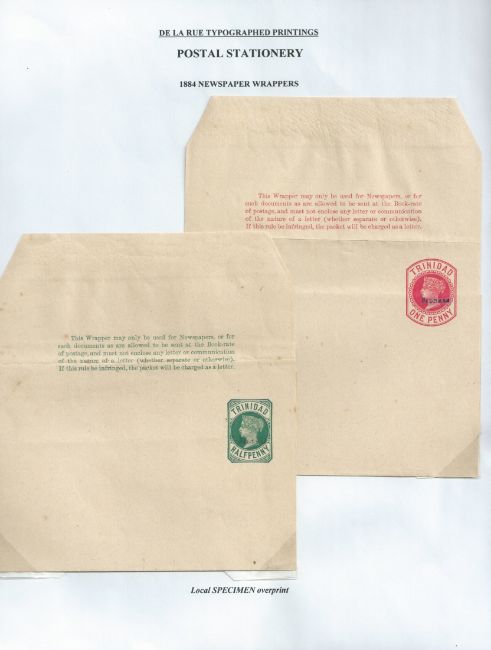 DE LA RUE TYPOGRAPHED PRINTINGS
POSTAL STATIONERY
1884 NEWSPAPER WRAPPERS
This Wrapper may only be used for Newspapers, or for
such documents as are allowed to be sent at the Book-rate
of postage, and must not enclose any letter or communication
of the nature of a letter (whether separate or otherwise).
If this rule be infringed, the packet will be charged as a letter.
TRINIDAD
ONE PENNY
This Wrapper may only be used for Newspapers, or for
such documents as are allowed to be sent at the Book-rate
of postage, and must not enclose any letter or communication
of the nature of a letter (whether separate or otherwise).
If this rule be infringed, the packet will be charged as a letter.
TRINIDAD
HALFPENNY
Local SPECIMEN overprint